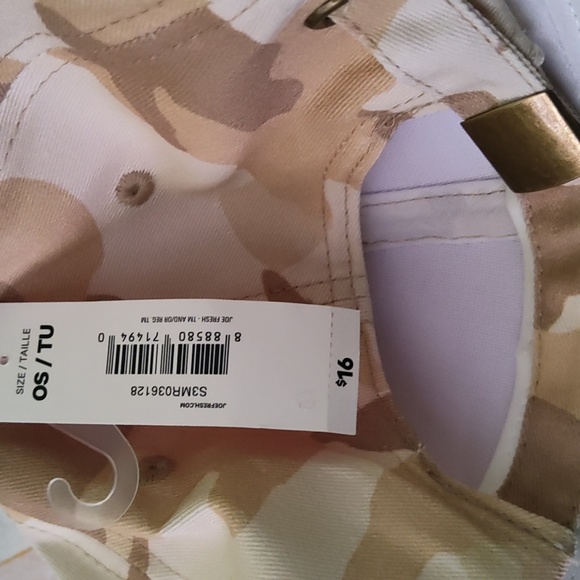 SIZE / TAILLE
OS / TU
JOEFRESH.COM
S3MR036128
8 88580 71494 0
JOE FRESH - TM AND/OR REG. TM
$16